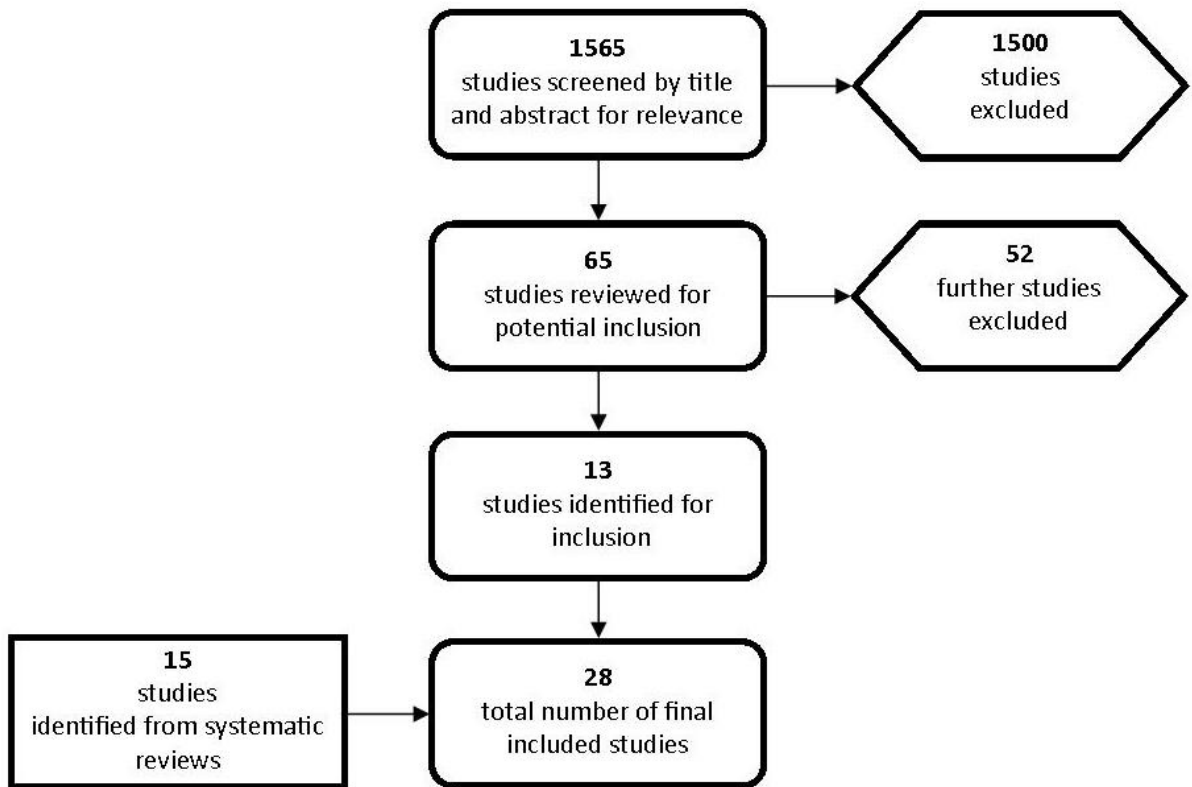 1565
studies screened by title
and abstract for relevance
1500
studies
excluded
65
studies reviewed for
potential inclusion
52
further studies
excluded
13
studies identified for
inclusion
15
studies
identified from systematic
reviews
28
total number of final
included studies